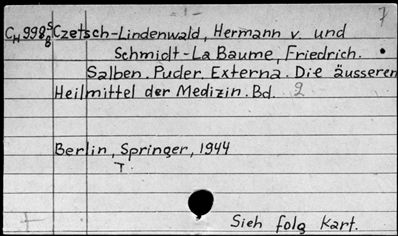 7
CH 998 S/8 Czetsch-Lindenwald, Hermann v. und
Schmidt-La Baume, Friedrich.
Salben. Puder. Externa. Die äusseren
Heilmittel der Medizin. Bd. 2
Berlin, Springer, 1944
T.
Sieh folg Kart.